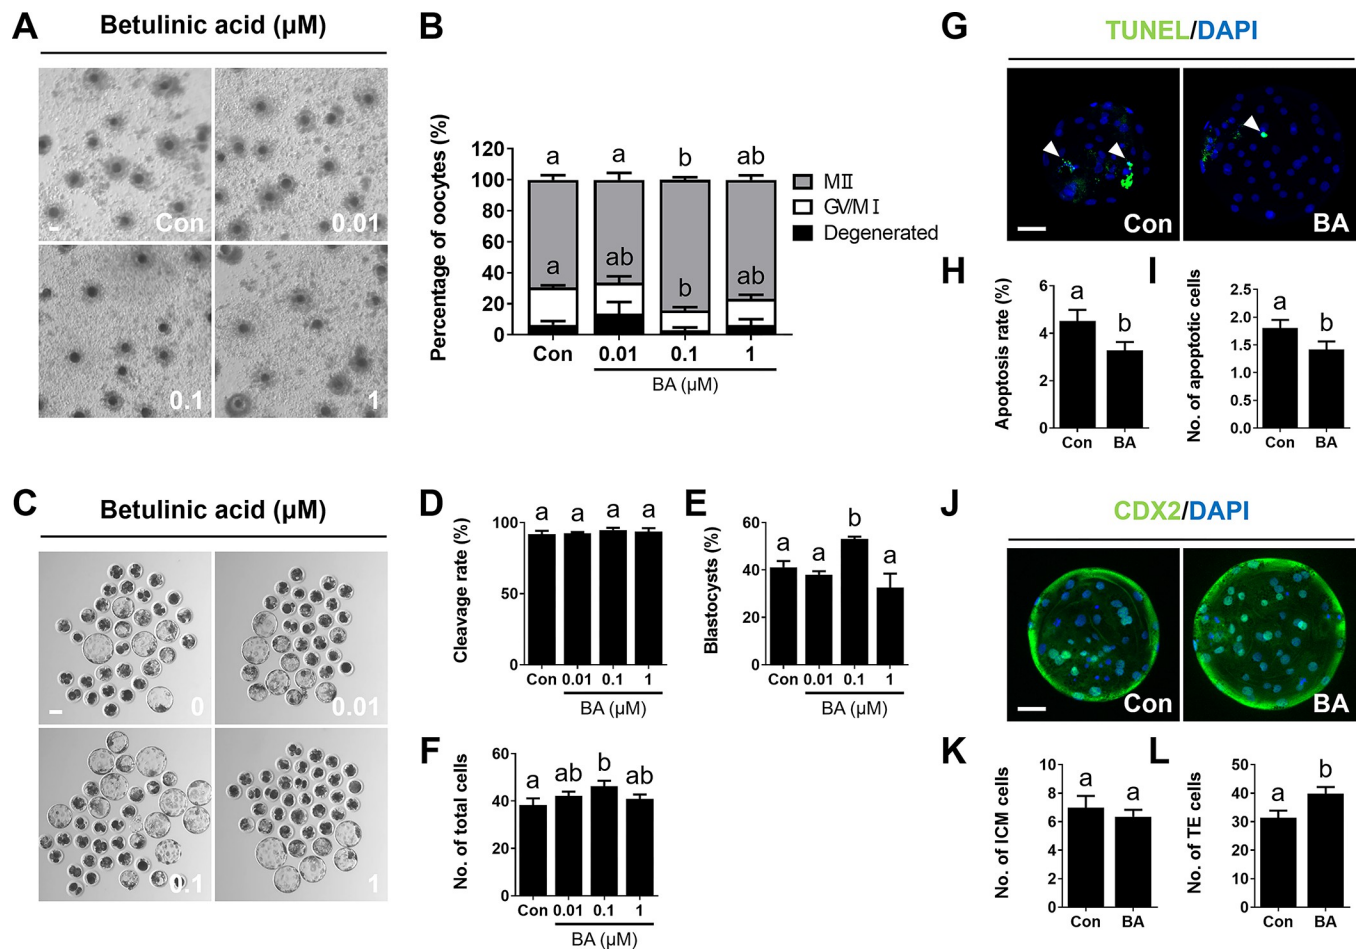 A
Betulinic acid (µM)
Con
0.01
0.1
1
B
Percentage of oocytes (%)
120
100
80
60
40
20
0
a
a
b
ab
a
ab
b
ab
Con
0.01
0.1
1
BA (µM)
MⅡ
GV/MⅠ
Degenerated
C
Betulinic acid (µM)
0
0.01
0.1
1
D
Cleavage rate (%)
100
50
0
a
a
a
a
Con
0.01
0.1
1
BA (µM)
E
Blastocysts (%)
60
40
20
0
a
a
b
a
Con
0.01
0.1
1
BA (µM)
F
No. of total cells
60
40
20
0
a
ab
b
ab
Con
0.01
0.1
1
BA (µM)
G
TUNEL/DAPI
Con
BA
H
Apoptosis rate (%)
6
4
2
0
a
b
Con
BA
I
No. of apoptotic cells
2.5
2.0
1.5
1.0
0.5
0.0
a
b
Con
BA
J
CDX2/DAPI
Con
BA
K
No. of ICM cells
10
8
6
4
2
0
a
a
Con
BA
L
No. of TE cells
50
40
30
20
10
0
a
b
Con
BA